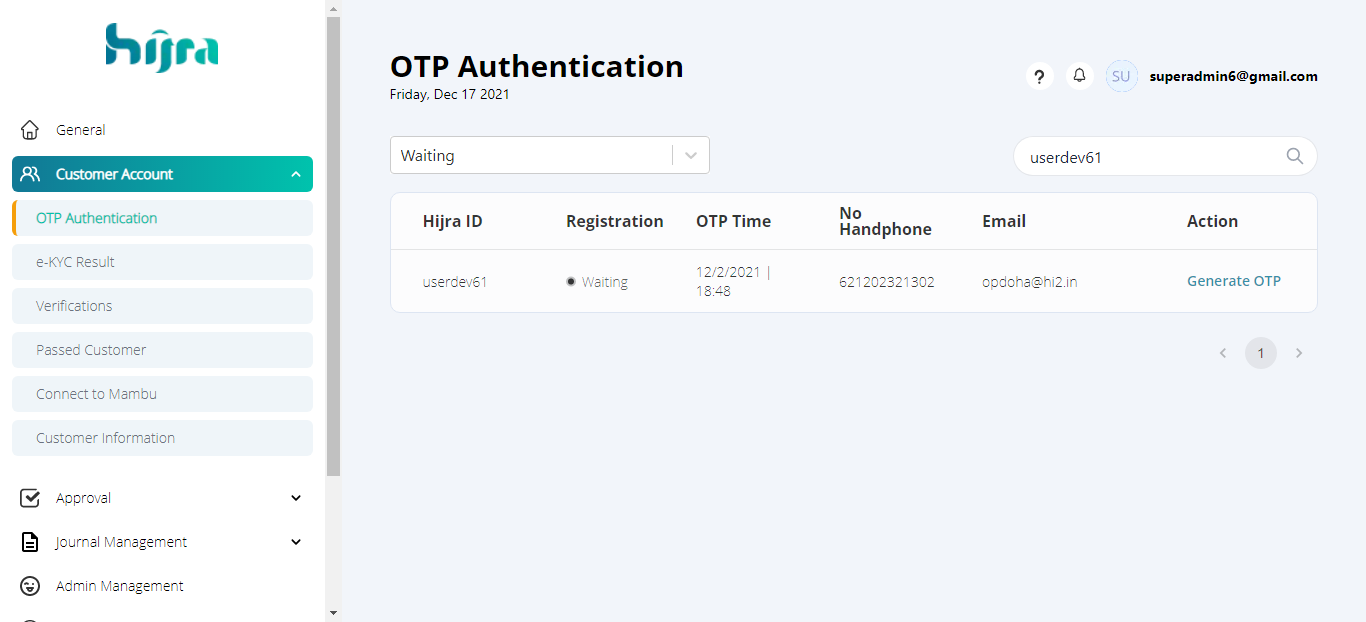 hijra
General
Customer Account
OTP Authentication
e-KYC Result
Verifications
Passed Customer
Connect to Mambu
Customer Information
Approval
Journal Management
Admin Management
OTP Authentication
Friday, Dec 17 2021
?
SU
superadmin6@gmail.com
Waiting
userdev61
Hijra ID
Registration
OTP Time
No
Handphone
Email
Action
userdev61
Waiting
12/2/2021 |
18:48
621202321302
opdoha@hi2.in
Generate OTP
1